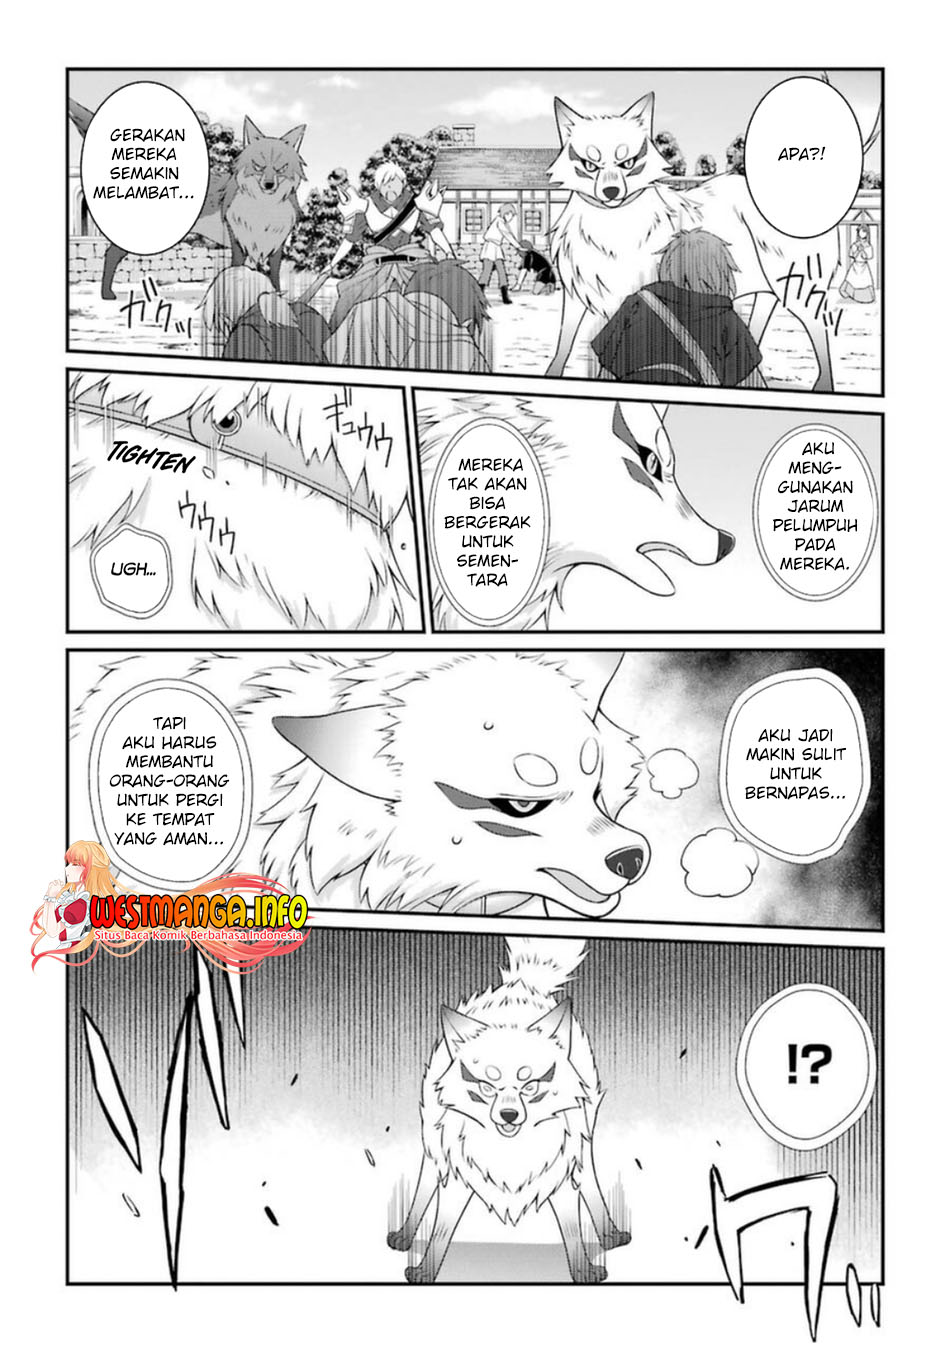 APA?!
GERAKAN
MEREKA
SEMAKIN
MELAMBAT...
ガクッ
ガクッ
AKU
MENG-
GUNAKAN
JARUM
PELUMPUH
PADA
MEREKA.
MEREKA
TAK AKAN
BISA
BERGERAK
UNTUK
SEMEN-
TARA
ギュウウ
TIGHTEN
ウウウ
UGH...
AKU JADI
MAKIN SULIT
UNTUK
BERNAPAS...
TAPI
AKU HARUS
MEMBANTU
ORANG-ORANG
UNTUK PERGI
KE TEMPAT
YANG AMAN...
WESTMANGA.INFO
Situs Baca Komik Berbahasa Indonesia
!?